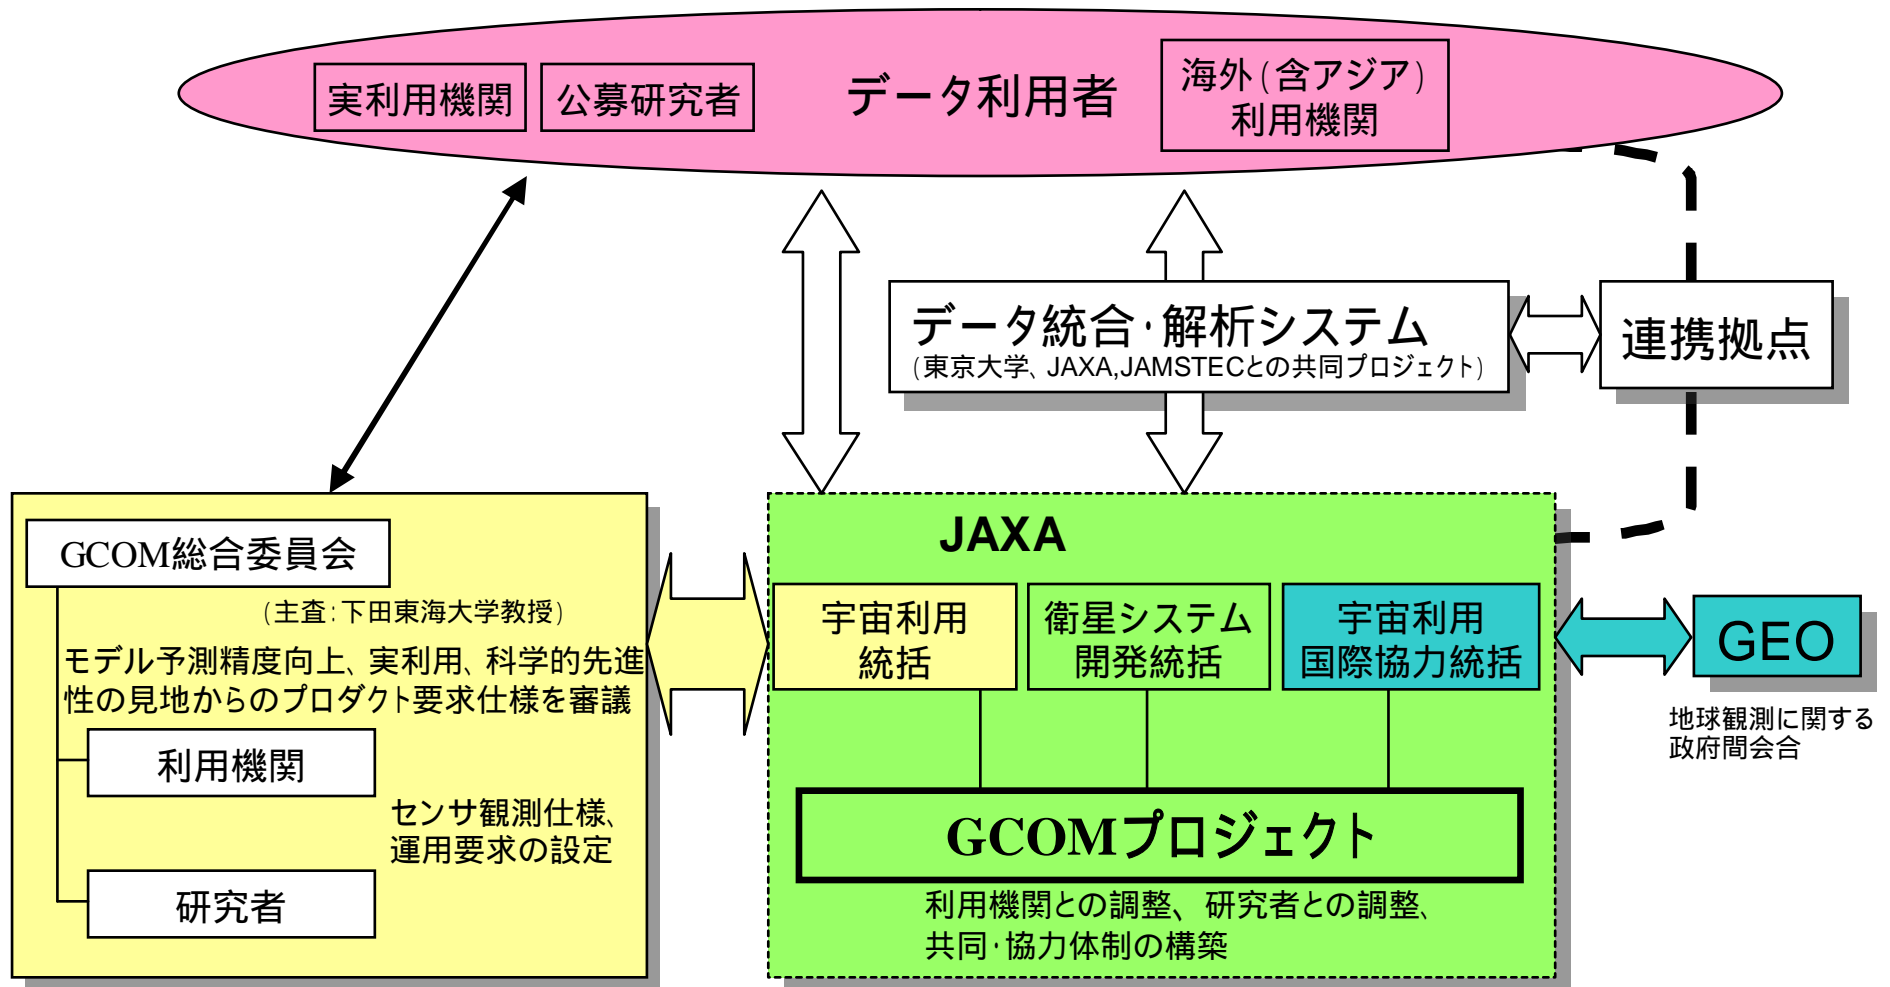 実利用機関
公募研究者
データ利用者
海外(含アジア)
利用機関
データ統合・解析システム
(東京大学、JAXA,JAMSTECとの共同プロジェクト)
連携拠点
GCOM総合委員会
(主査:下田東海大学教授)
モデル予測精度向上、実利用、科学的先進
性の見地からのプロダクト要求仕様を審議
利用機関
センサ観測仕様、
運用要求の設定
研究者
JAXA
宇宙利用
統括
衛星システム
開発統括
宇宙利用
国際協力統括
GCOMプロジェクト
利用機関との調整、研究者との調整、
共同・協力体制の構築
GEO
地球観測に関する
政府間会合